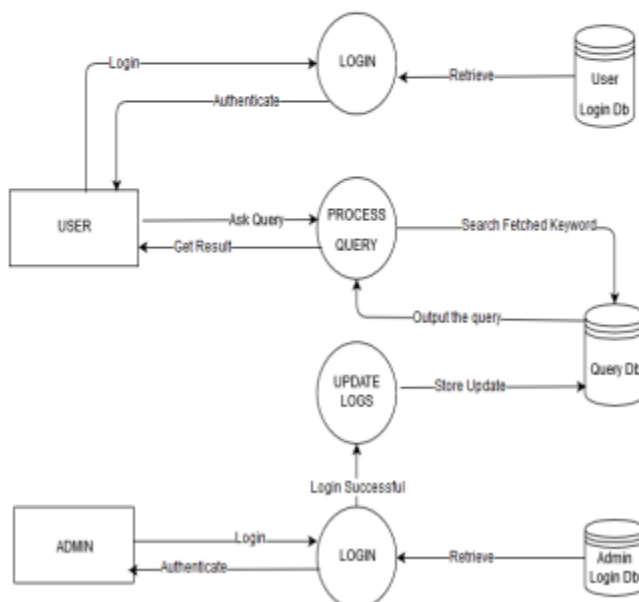 Login
LOGIN
Retrieve
User
Login Db
Authenticate
USER
Ask Query
PROCESS
QUERY
Search Fetched Keyword
Get Result
Output the query
Query Db
UPDATE
LOGS
Store Update
Login Successful
ADMIN
Login
LOGIN
Retrieve
Admin
Login Db
Authenticate